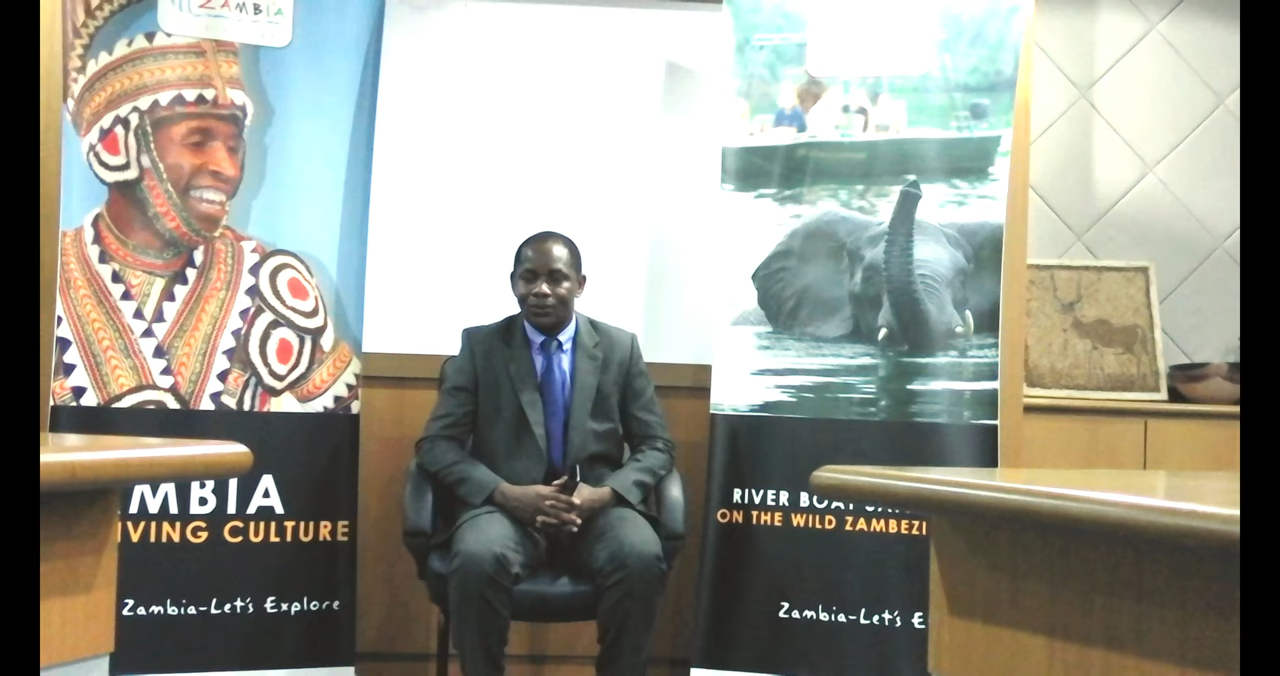 ZAMBIA
MBIA
IVING CULTURE
Zambia-Let's Explore
RIVER BOAT
ON THE WILD ZAMBEZI
Zambia-Let's E